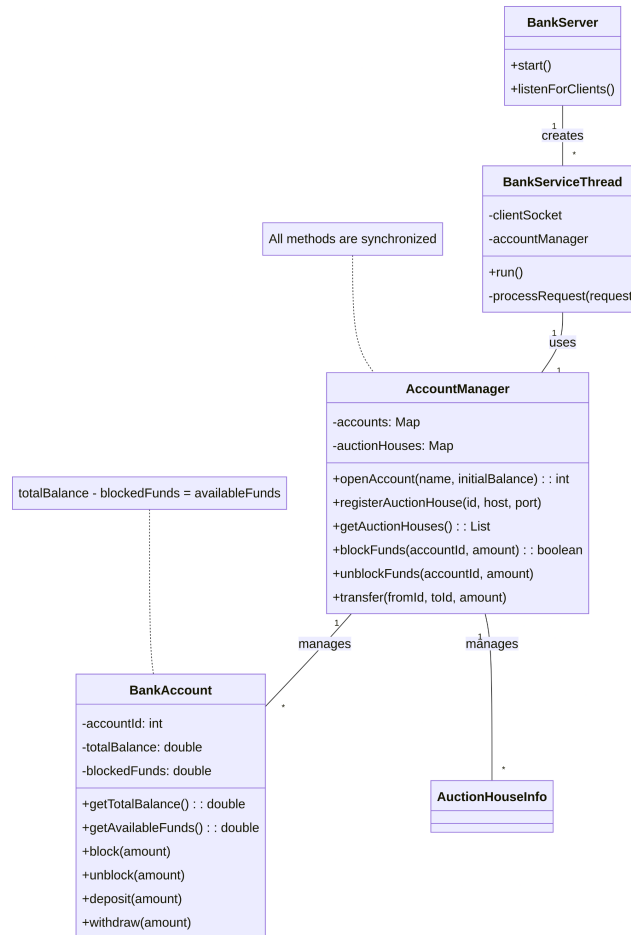 BankServer
+start()
+listenForClients()
1
creates
*
BankServiceThread
-clientSocket
-accountManager
+run()
-processRequest(request
All methods are synchronized
1
uses
1
AccountManager
-accounts: Map
-auctionHouses: Map
+openAccount(name, initialBalance) : : int
+registerAuctionHouse(id, host, port)
+getAuctionHouses() : : List
+blockFunds(accountId, amount) : : boolean
+unblockFunds(accountId, amount)
+transfer(fromId, toId, amount)
totalBalance - blockedFunds = availableFunds
1
manages
*
1
manages
*
BankAccount
-accountId: int
-totalBalance: double
-blockedFunds: double
+getTotalBalance() : : double
+getAvailableFunds() : : double
+block(amount)
+unblock(amount)
+deposit(amount)
+withdraw(amount)
AuctionHouseInfo